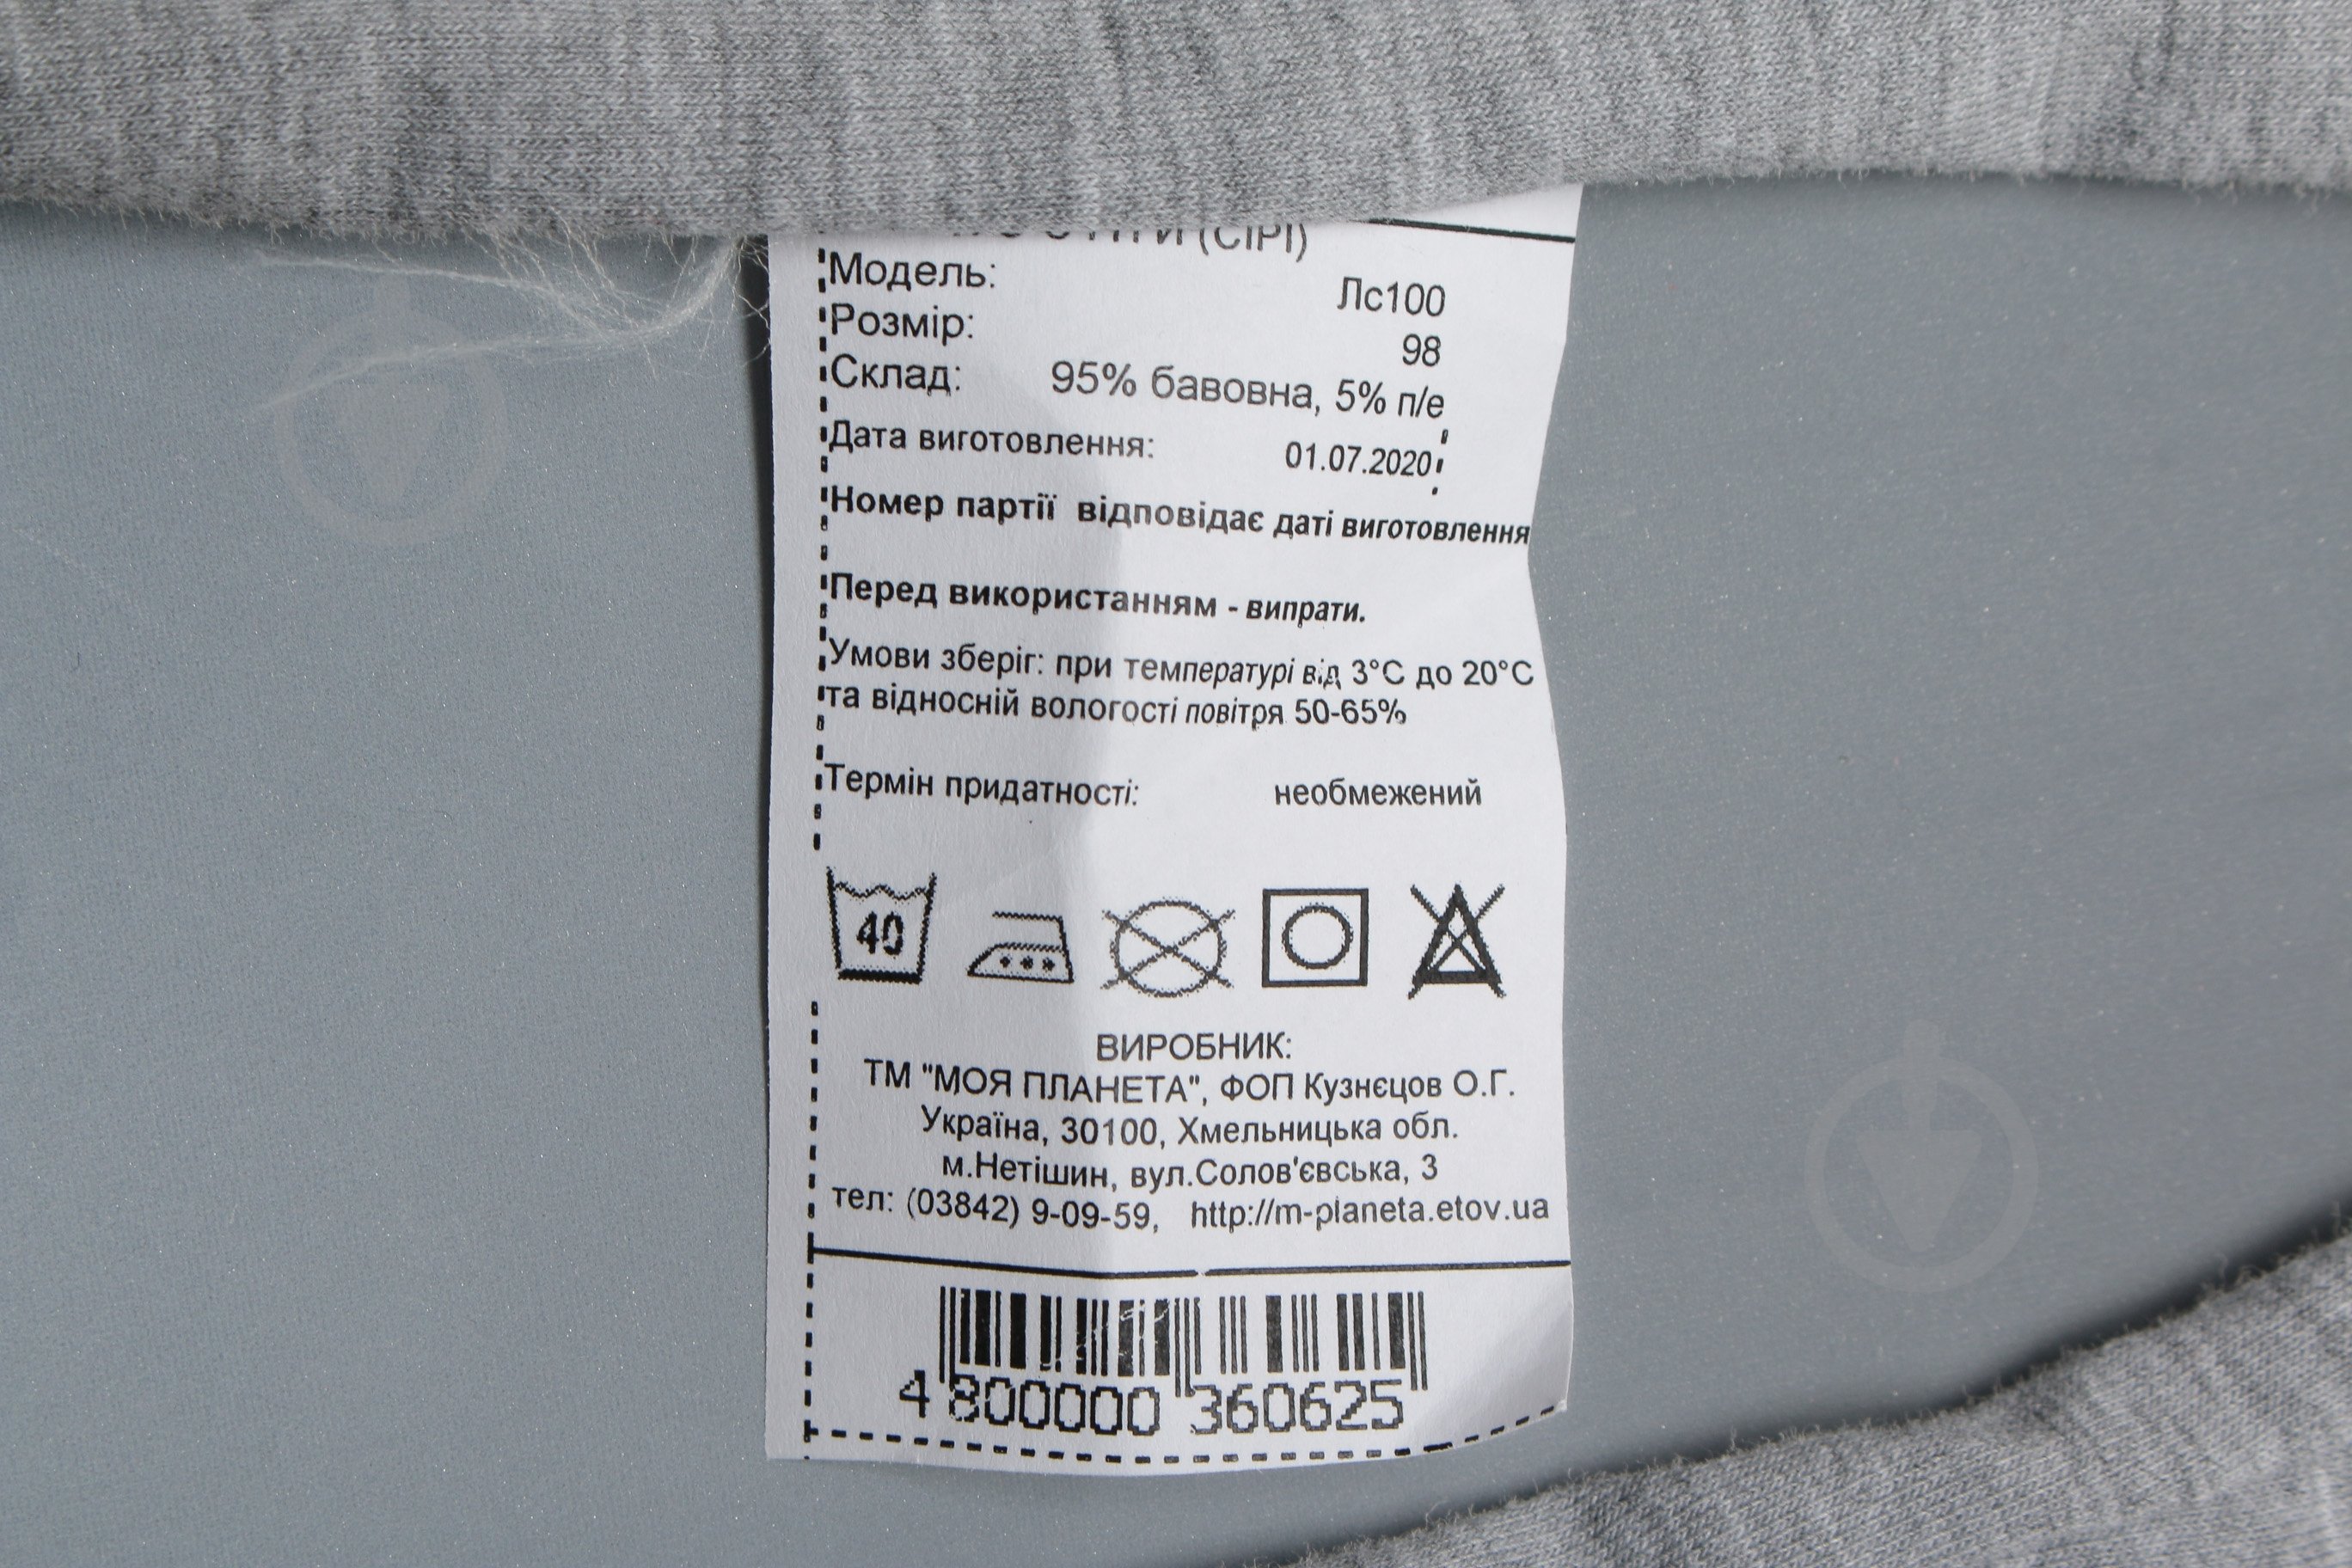 (СІРІ)
Модель: Лс100
Розмір: 98
Склад: 95% бавовна, 5% п/е
Дата виготовлення: 01.07.2020
Номер партії відповідає даті виготовлення
Перед використанням - випрати.
Умови зберіг: при температурі від 3°С до 20°С
та відносній вологості повітря 50-65%
Термін придатності: необмежений
40
ВИРОБНИК:
ТМ "МОЯ ПЛАНЕТА", ФОП Кузнєцов О.Г.
Україна, 30100, Хмельницька обл.
м.Нетішин, вул.Солов'євська, 3
тел: (03842) 9-09-59, http://m-planeta.etov.ua
4 800000 360625